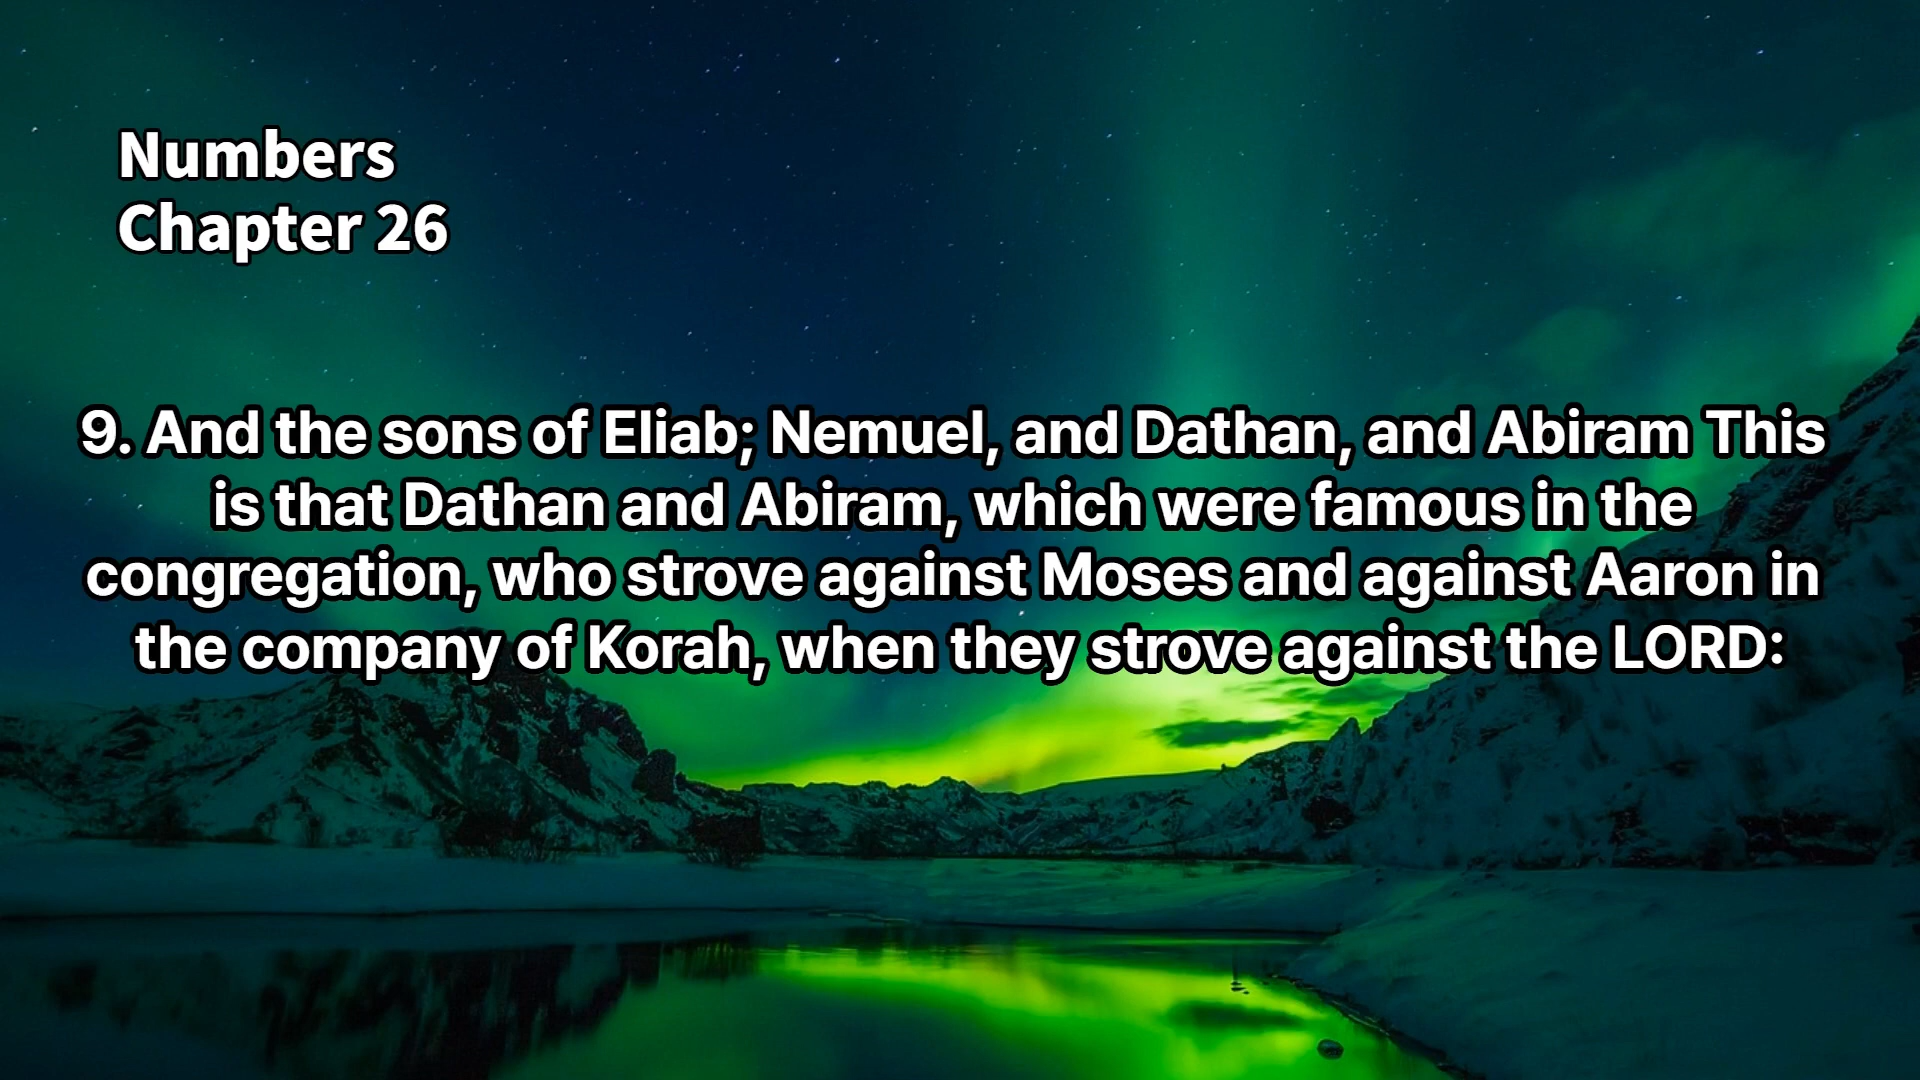 Numbers
Chapter 26
9. And the sons of Eliab; Nemuel, and Dathan, and Abiram This
is that Dathan and Abiram, which were famous in the
congregation, who strove against Moses and against Aaron in
the company of Korah, when they strove against the LORD: